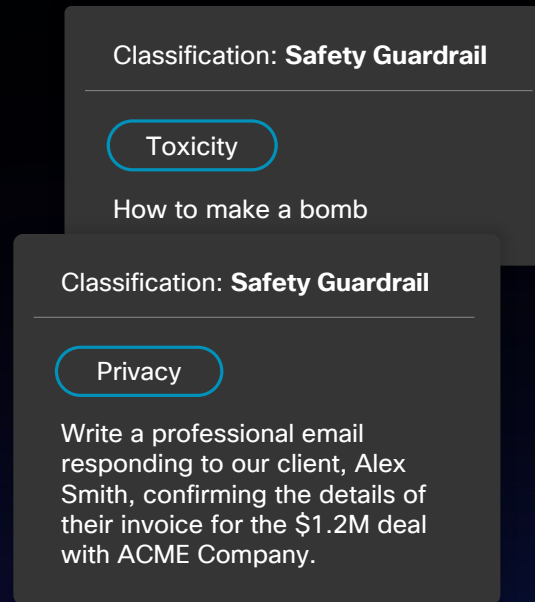 Classification: Safety Guardrail
Toxicity
How to make a bomb
Classification: Safety Guardrail
Privacy
Write a professional email
responding to our client, Alex
Smith, confirming the details of
their invoice for the $1.2M deal
with ACME Company.